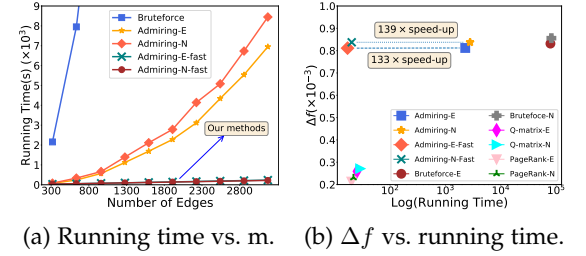 9
8
7
6
5
4
3
2
1
0
Running Time(s) (×10³)
Bruteforce
Admiring-E
Admiring-N
Admiring-E-fast
Admiring-N-fast
Our methods
300 800 1300 1800 2300 2800
Number of Edges
(a) Running time vs. m.
1.0
0.9
0.8
0.7
0.6
0.5
0.4
0.3
0.2
Δf(×10⁻³)
139 × speed-up
133 × speed-up
Admiring-E
Admiring-N
Admiring-E-Fast
Admiring-N-Fast
Bruteforce-E
Brutefoce-N
Q-matrix-E
Q-matrix-N
PageRank-E
PageRank-N
10² 10³ 10⁴ 10⁵
Log(Running Time)
(b) Δf vs. running time.